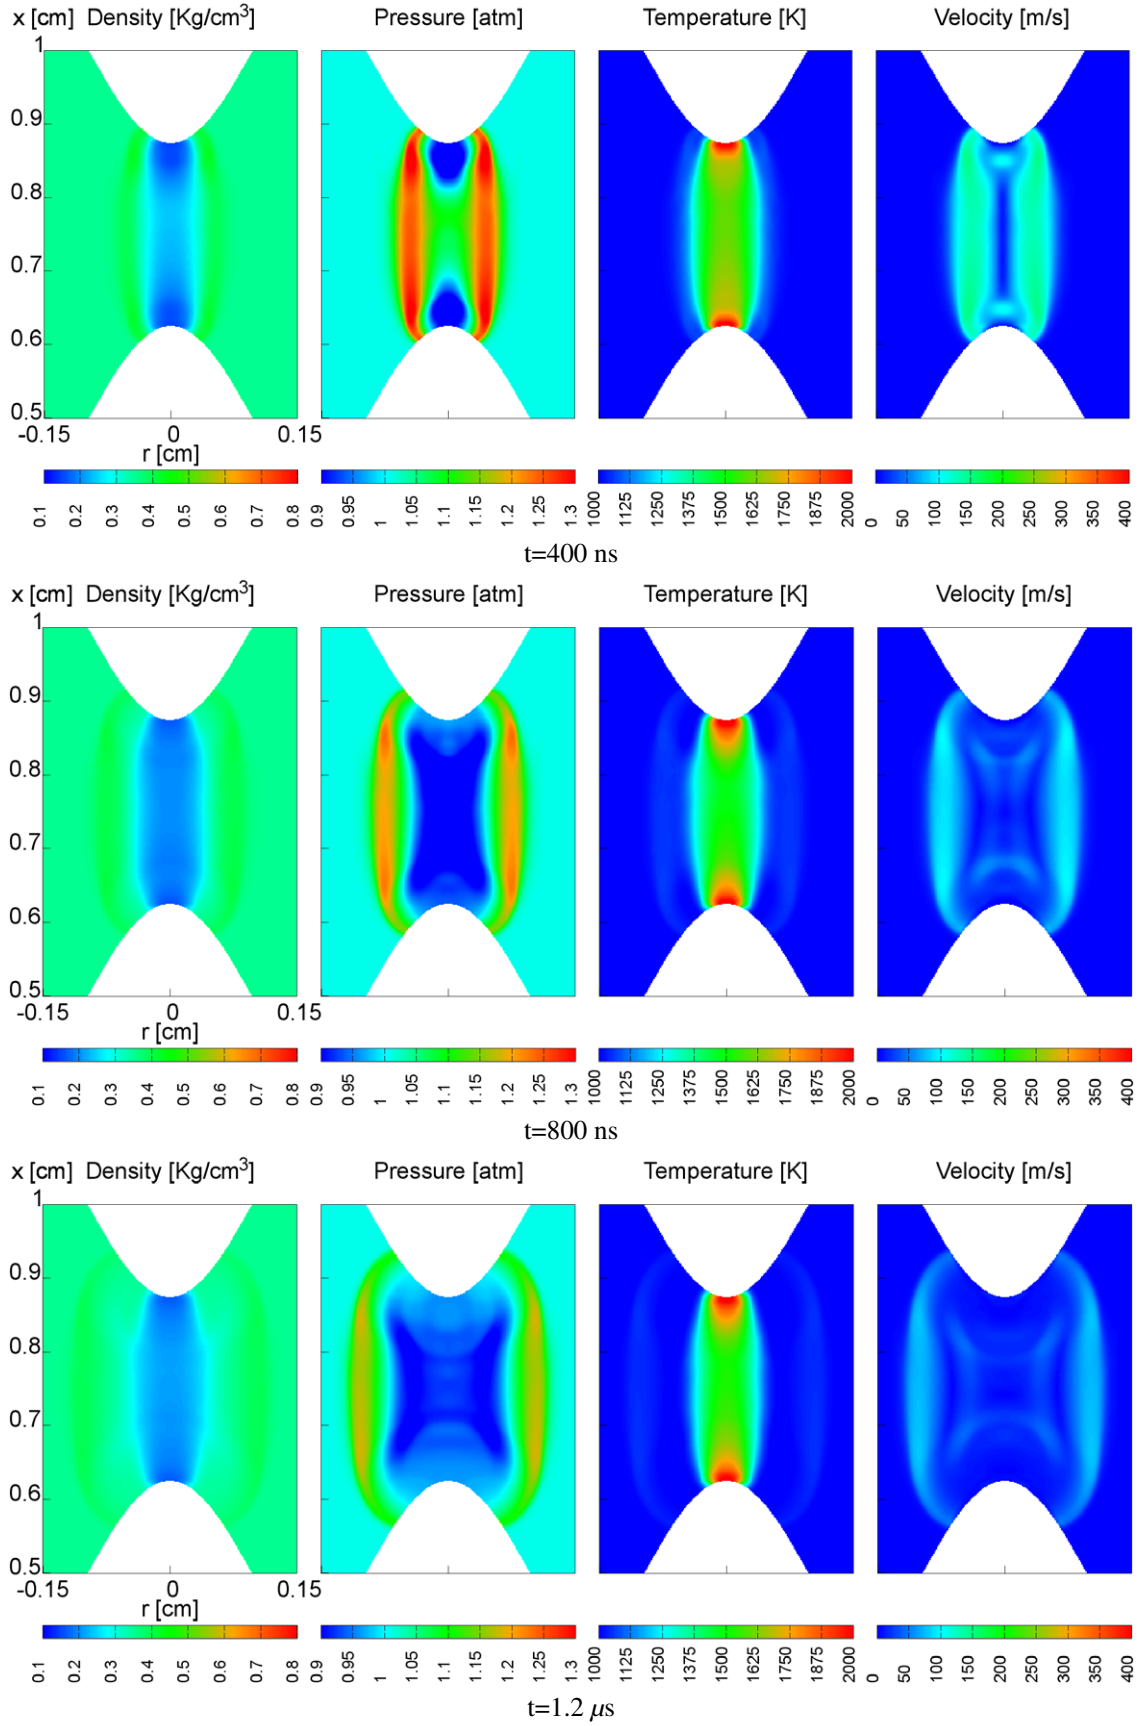 x [cm] Density [Kg/cm³] Pressure [atm] Temperature [K] Velocity [m/s]
1
0.9
0.8
0.7
0.6
0.5
-0.15 0 0.15
r [cm]
0.1 0.2 0.3 0.4 0.5 0.6 0.7 0.8 0.9 0.95 1 1.05 1.1 1.15 1.2 1.25 1.3 1000 1125 1250 1375 1500 1625 1750 1875 2000 0 50 100 150 200 250 300 350 400
t=400 ns
x [cm] Density [Kg/cm³] Pressure [atm] Temperature [K] Velocity [m/s]
1
0.9
0.8
0.7
0.6
0.5
-0.15 0 0.15
r [cm]
0.1 0.2 0.3 0.4 0.5 0.6 0.7 0.8 0.9 0.95 1 1.05 1.1 1.15 1.2 1.25 1.3 1000 1125 1250 1375 1500 1625 1750 1875 2000 0 50 100 150 200 250 300 350 400
t=800 ns
x [cm] Density [Kg/cm³] Pressure [atm] Temperature [K] Velocity [m/s]
1
0.9
0.8
0.7
0.6
0.5
-0.15 0 0.15
r [cm]
0.1 0.2 0.3 0.4 0.5 0.6 0.7 0.8 0.9 0.95 1 1.05 1.1 1.15 1.2 1.25 1.3 1000 1125 1250 1375 1500 1625 1750 1875 2000 0 50 100 150 200 250 300 350 400
t=1.2 μs